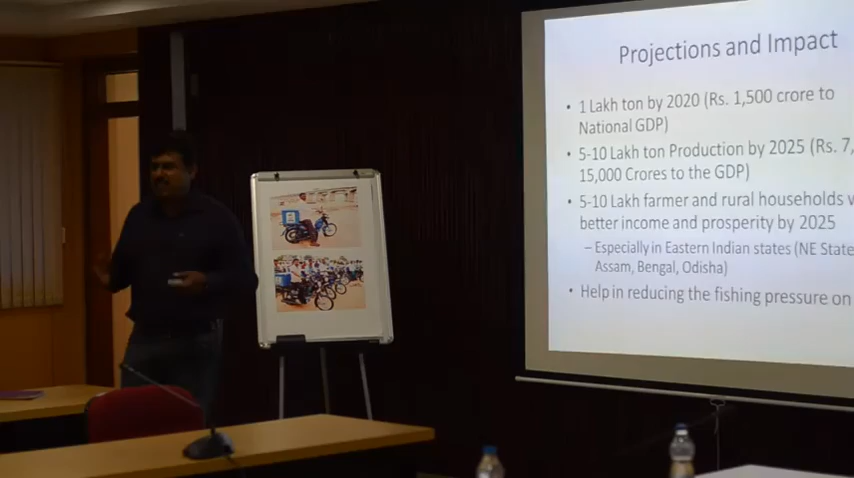 Projections and Impact
• 1 Lakh ton by 2020 (Rs. 1,500 crore to
National GDP)
• 5-10 Lakh ton Production by 2025 (Rs. 7,
15,000 Crores to the GDP)
• 5-10 Lakh farmer and rural households
better income and prosperity by 2025
– Especially in Eastern Indian states (NE State
Assam, Bengal, Odisha)
• Help in reducing the fishing pressure on